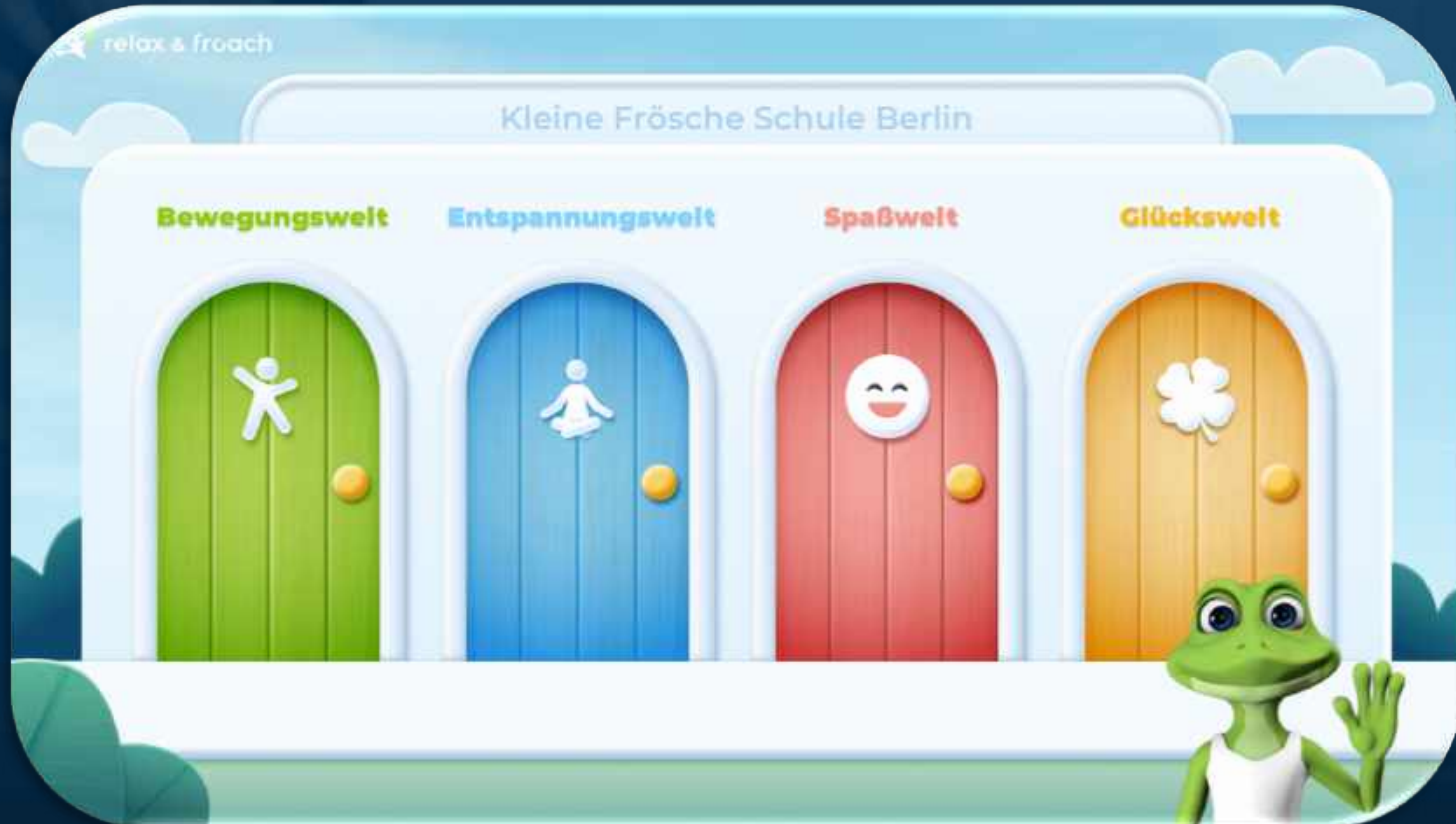 relax & froach
Kleine Frösche Schule Berlin
Bewegungswelt
Entspannungswelt
Spaßwelt
Glückswelt